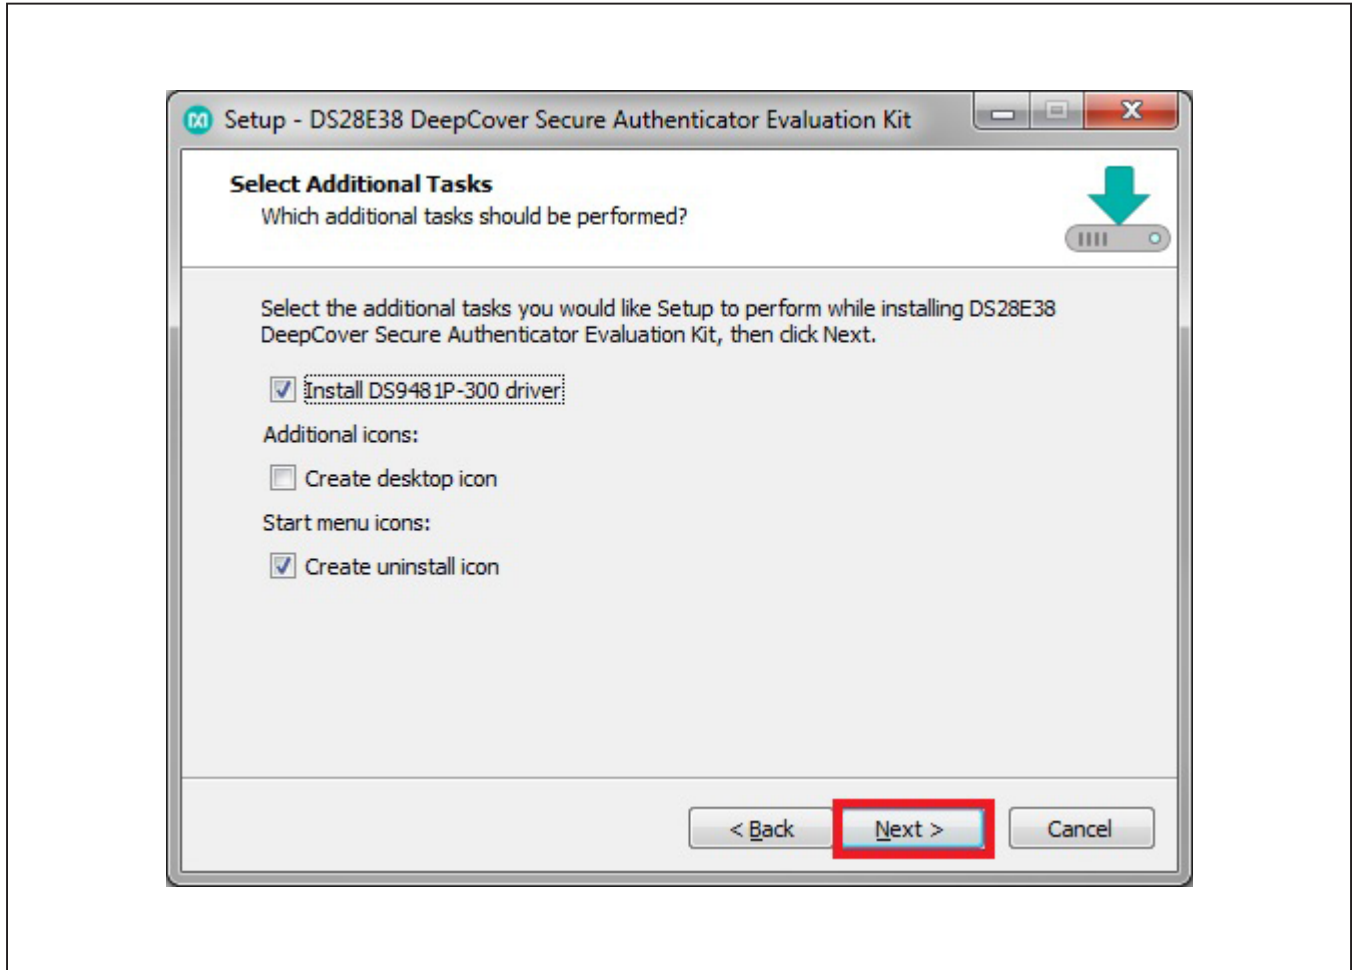 Setup - DS28E38 DeepCover Secure Authenticator Evaluation Kit
Select Additional Tasks
Which additional tasks should be performed?
Select the additional tasks you would like Setup to perform while installing DS28E38
DeepCover Secure Authenticator Evaluation Kit, then click Next.
Install DS9481P-300 driver
Additional icons:
Create desktop icon
Start menu icons:
Create uninstall icon
< Back Next > Cancel